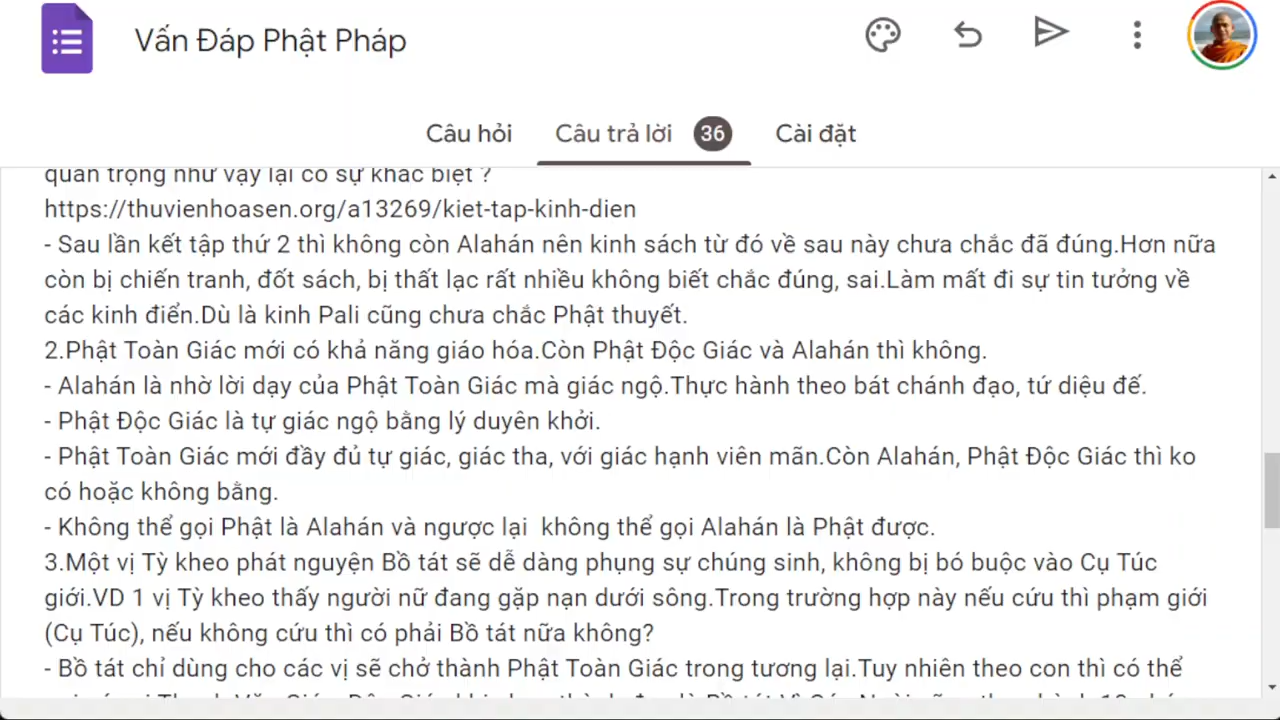 Vấn Đáp Phật Pháp
Câu hỏi Câu trả lời 36 Cài đặt
quan trọng như vậy lại có sự khác biệt ?
https://thuvienhoasen.org/a13269/kiet-tap-kinh-dien
- Sau lần kết tập thứ 2 thì không còn Alahán nên kinh sách từ đó về sau này chưa chắc đã đúng.Hơn nữa
còn bị chiến tranh, đốt sách, bị thất lạc rất nhiều không biết chắc đúng, sai.Làm mất đi sự tin tưởng về
các kinh điển.Dù là kinh Pali cũng chưa chắc Phật thuyết.
2.Phật Toàn Giác mới có khả năng giáo hóa.Còn Phật Độc Giác và Alahán thì không.
- Alahán là nhờ lời dạy của Phật Toàn Giác mà giác ngộ.Thực hành theo bát chánh đạo, tứ diệu đế.
- Phật Độc Giác là tự giác ngộ bằng lý duyên khởi.
- Phật Toàn Giác mới đầy đủ tự giác, giác tha, với giác hạnh viên mãn.Còn Alahán, Phật Độc Giác thì ko
có hoặc không bằng.
- Không thể gọi Phật là Alahán và ngược lại  không thể gọi Alahán là Phật được.
3.Một vị Tỳ kheo phát nguyện Bồ tát sẽ dễ dàng phụng sự chúng sinh, không bị bó buộc vào Cụ Túc
giới.VD 1 vị Tỳ kheo thấy người nữ đang gặp nạn dưới sông.Trong trường hợp này nếu cứu thì phạm giới
(Cụ Túc), nếu không cứu thì có phải Bồ tát nữa không?
- Bồ tát chỉ dùng cho các vị sẽ chở thành Phật Toàn Giác trong tương lại.Tuy nhiên theo con thì có thể